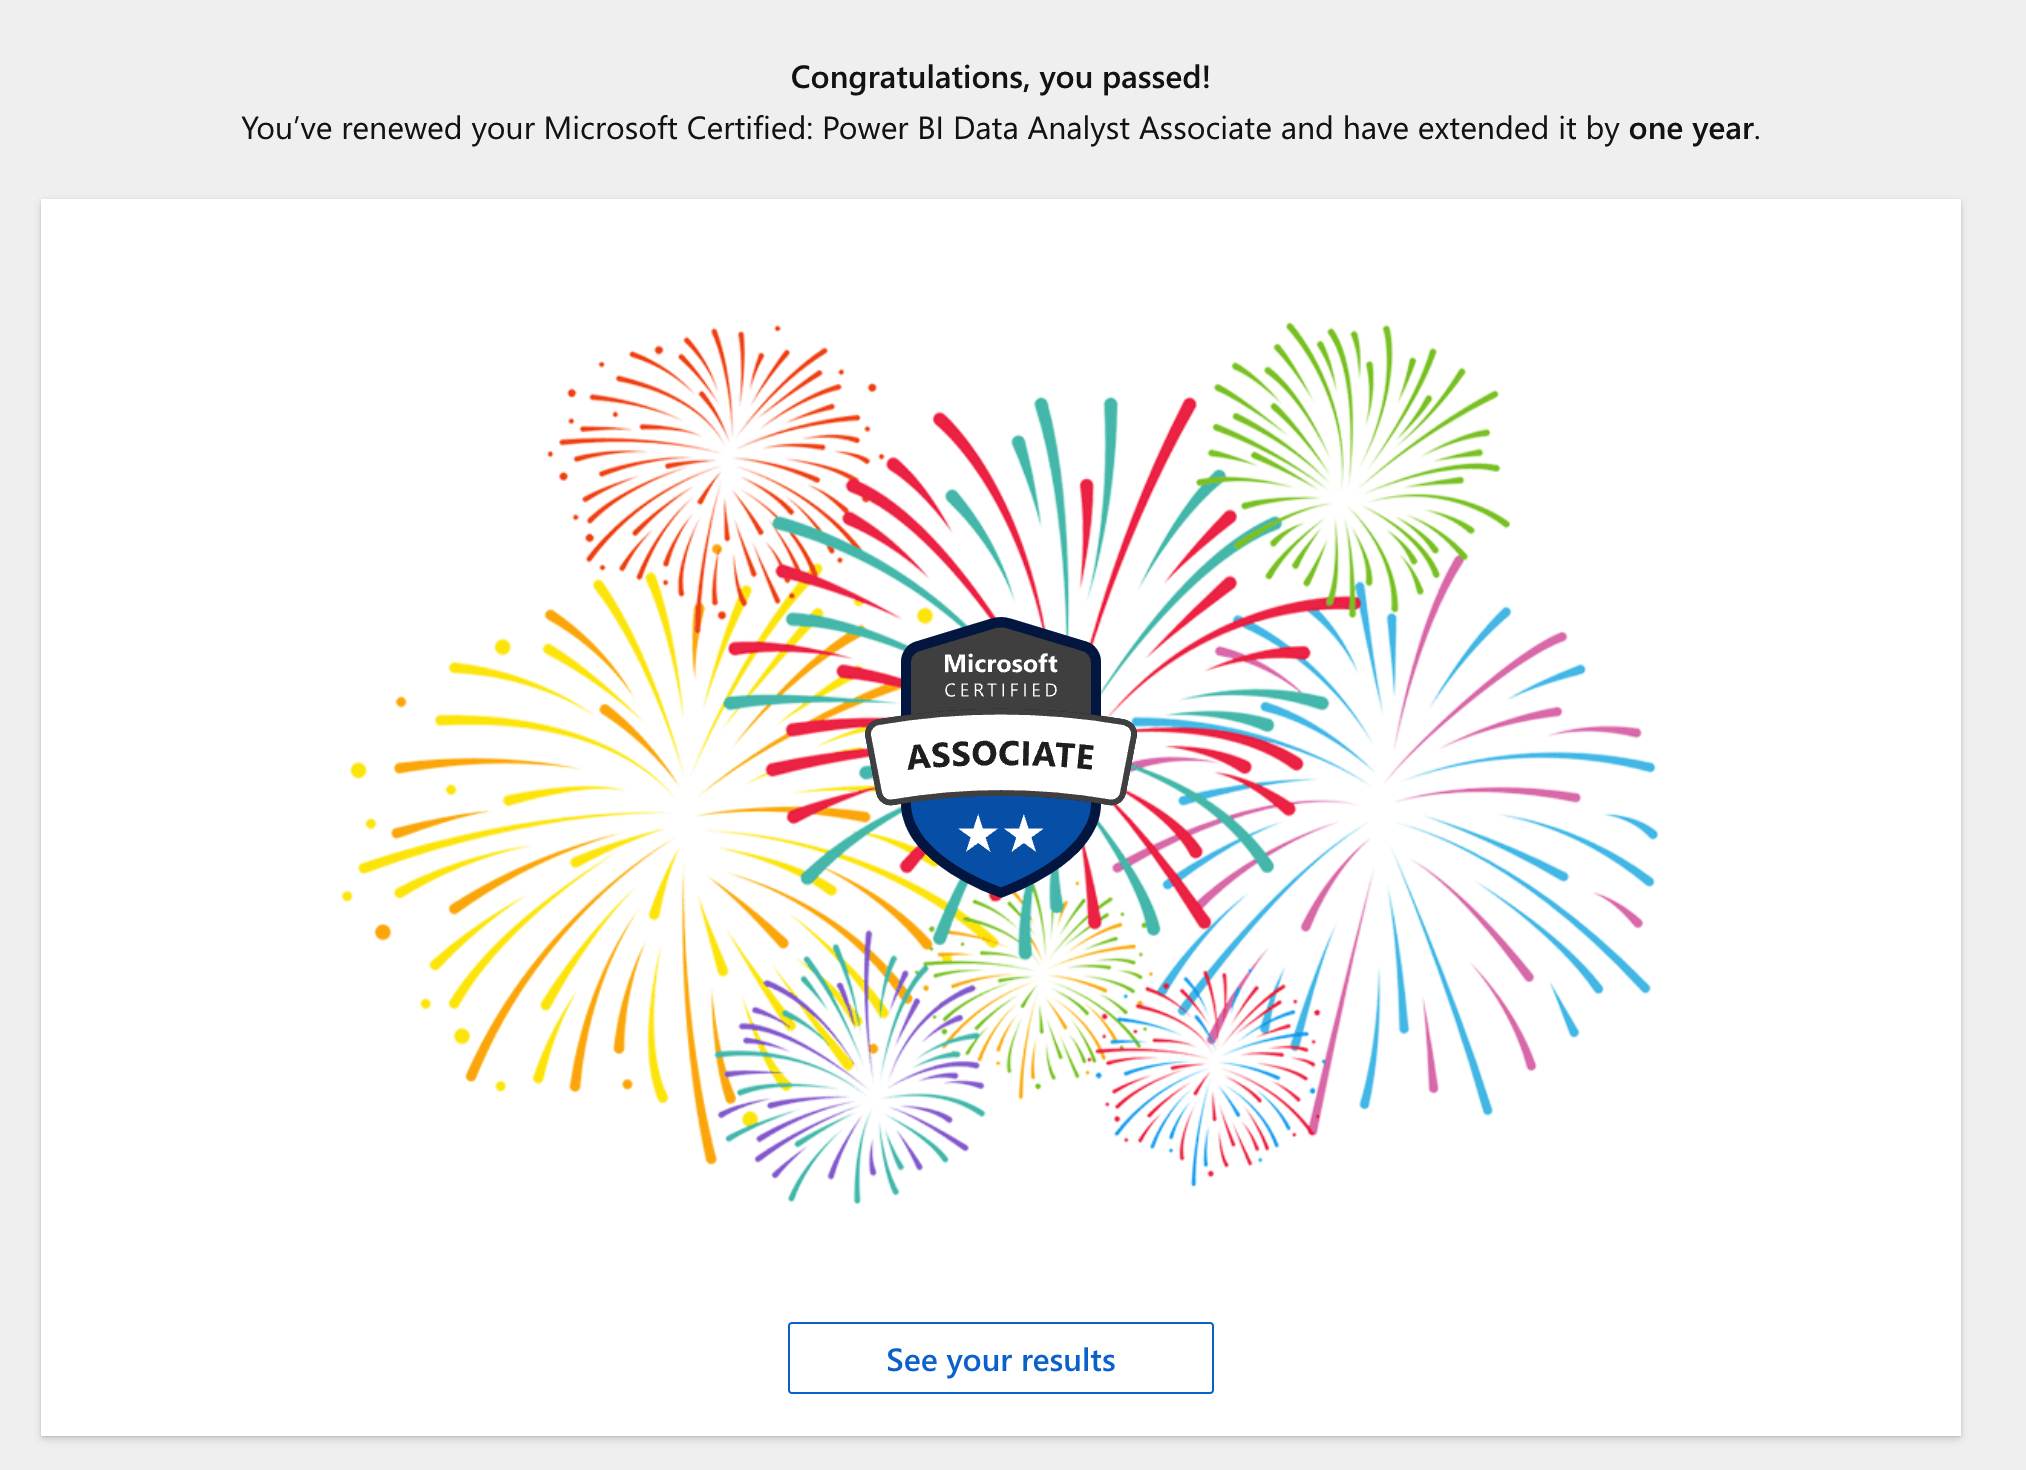 Congratulations, you passed!
You’ve renewed your Microsoft Certified: Power BI Data Analyst Associate and have extended it by one year.
Microsoft
CERTIFIED
ASSOCIATE
See your results